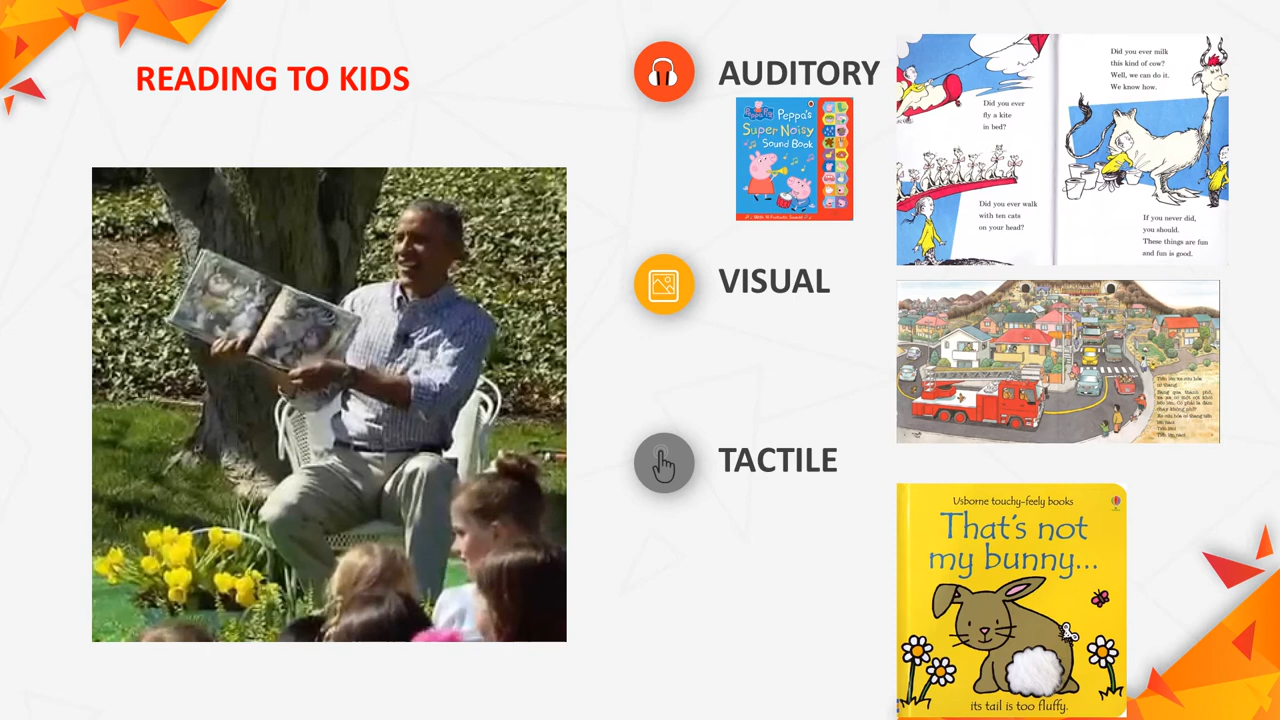 READING TO KIDS
AUDITORY
Peppa Pig
Peppa's
Super Noisy
Sound Book
Did you ever
fly a kite
in bed?
Did you ever walk
with ten cats
on your head?
Did you ever milk
this kind of cow?
Well, we can do it.
We know how.
If you never did,
you should.
These things are fun
and fun is good.
VISUAL
TACTILE
Usborne touchy-feely books
That's not
my bunny...
its tail is too fluffy.